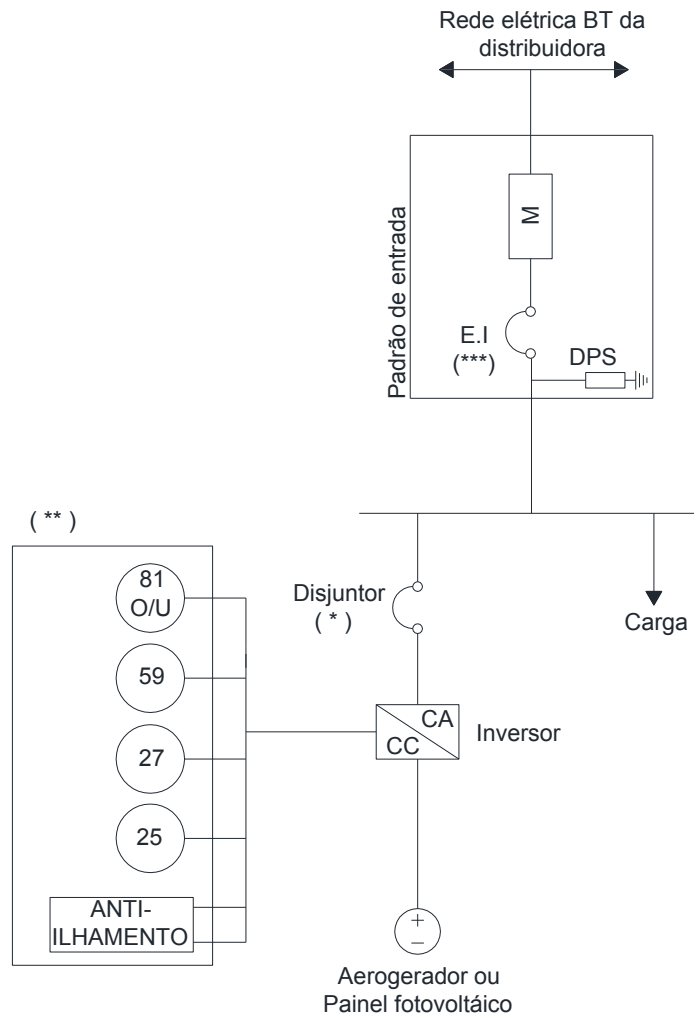 Rede elétrica BT da
distribuidora
Padrão de entrada
M
E.I
(***)
DPS
( ** )
81
O/U
59
27
25
ANTI-
ILHAMENTO
Disjuntor
( * )
Carga
CA
CC
Inversor
+
–
Aerogerador ou
Painel fotovoltáico